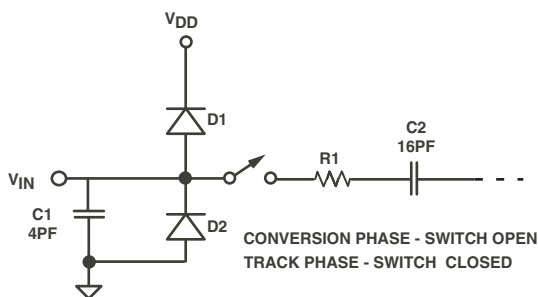 VDD
D1
C2
16PF
R1
VIN
C1
4PF
D2
CONVERSION PHASE - SWITCH OPEN
TRACK PHASE - SWITCH CLOSED